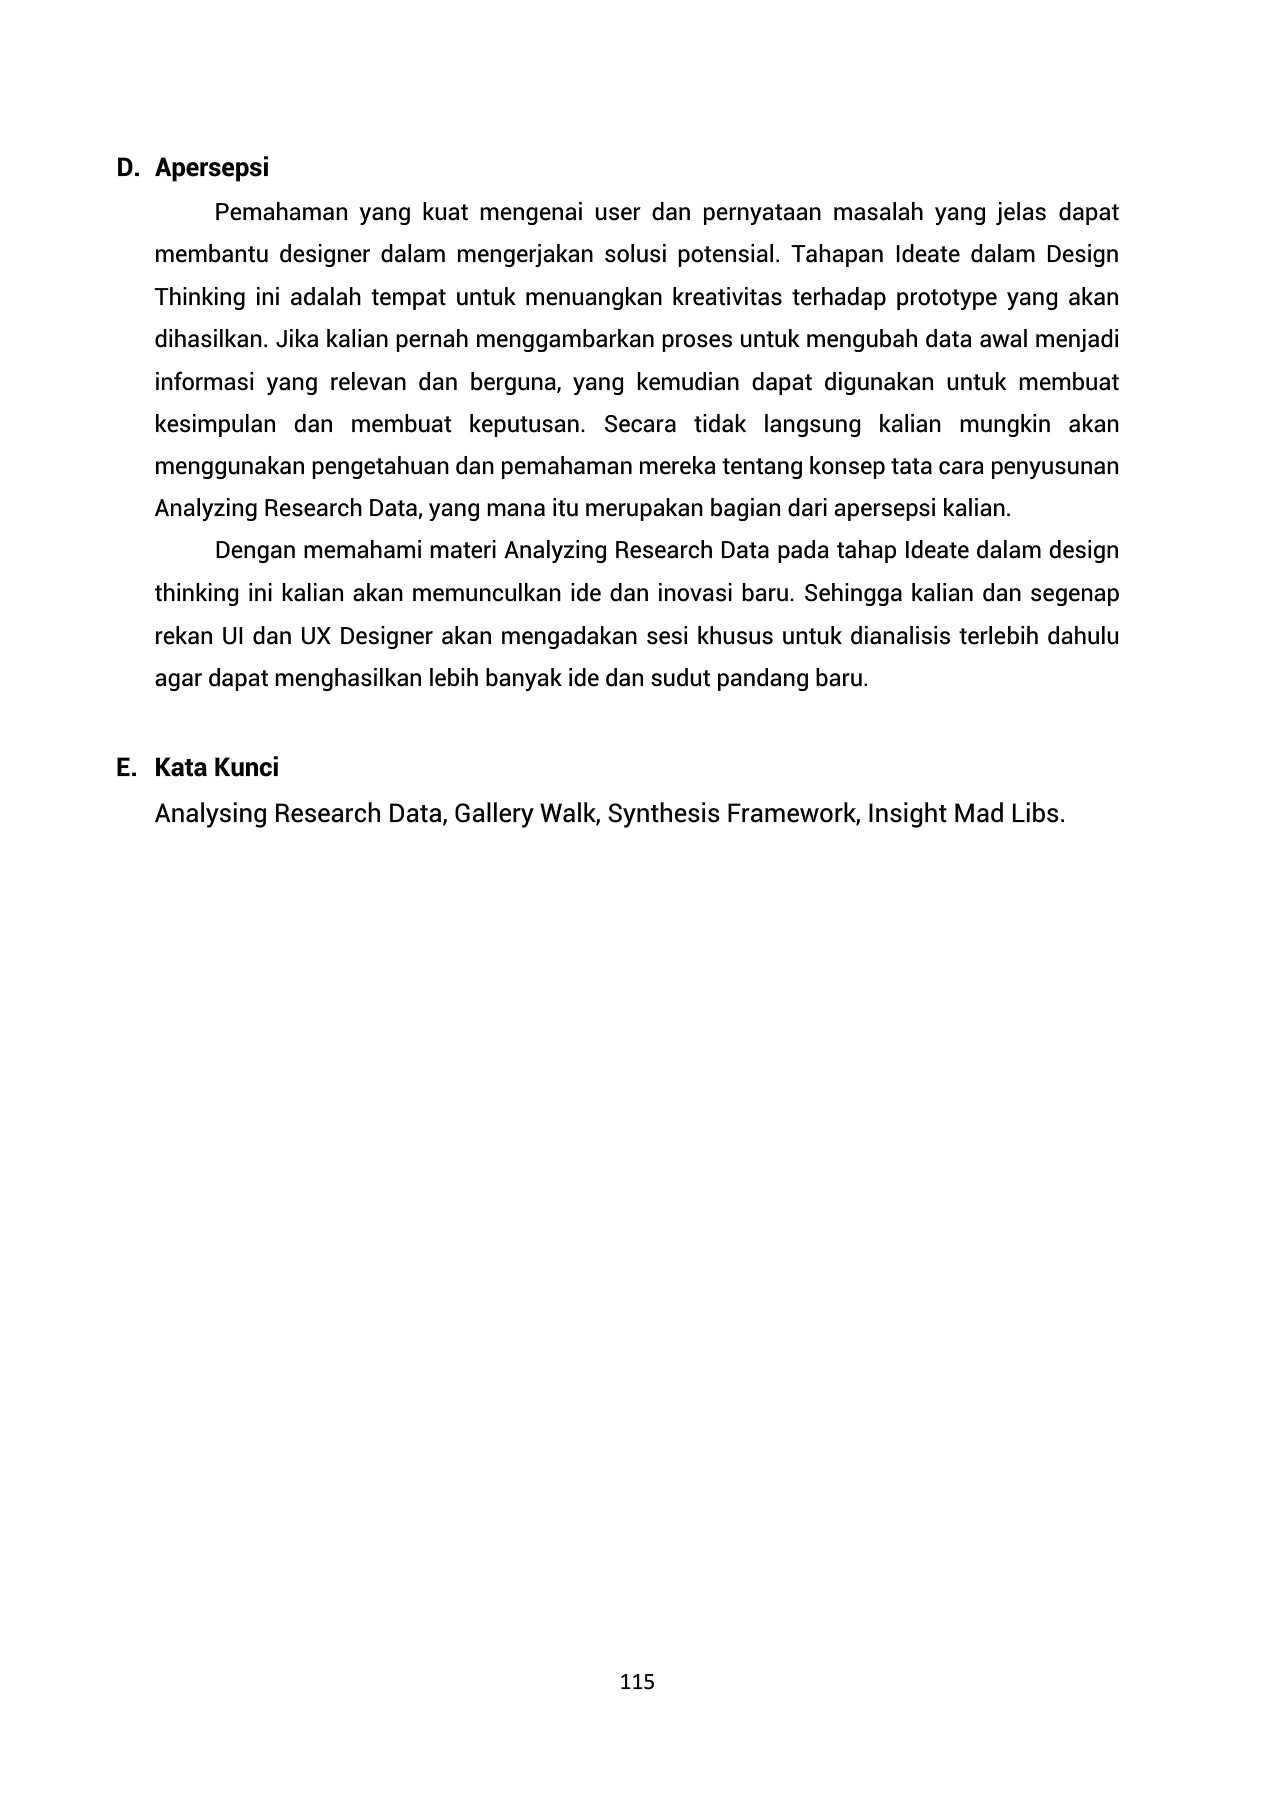 D. Apersepsi
Pemahaman yang kuat mengenai user dan pernyataan masalah yang jelas dapat
membantu designer dalam mengerjakan solusi potensial. Tahapan Ideate dalam Design
Thinking ini adalah tempat untuk menuangkan kreativitas terhadap prototype yang akan
dihasilkan. Jika kalian pernah menggambarkan proses untuk mengubah data awal menjadi
informasi yang relevan dan berguna, yang kemudian dapat digunakan untuk membuat
kesimpulan dan membuat keputusan. Secara tidak langsung kalian mungkin akan
menggunakan pengetahuan dan pemahaman mereka tentang konsep tata cara penyusunan
Analyzing Research Data, yang mana itu merupakan bagian dari apersepsi kalian.
Dengan memahami materi Analyzing Research Data pada tahap Ideate dalam design
thinking ini kalian akan memunculkan ide dan inovasi baru. Sehingga kalian dan segenap
rekan UI dan UX Designer akan mengadakan sesi khusus untuk dianalisis terlebih dahulu
agar dapat menghasilkan lebih banyak ide dan sudut pandang baru.
E. Kata Kunci
Analysing Research Data, Gallery Walk, Synthesis Framework, Insight Mad Libs.
115